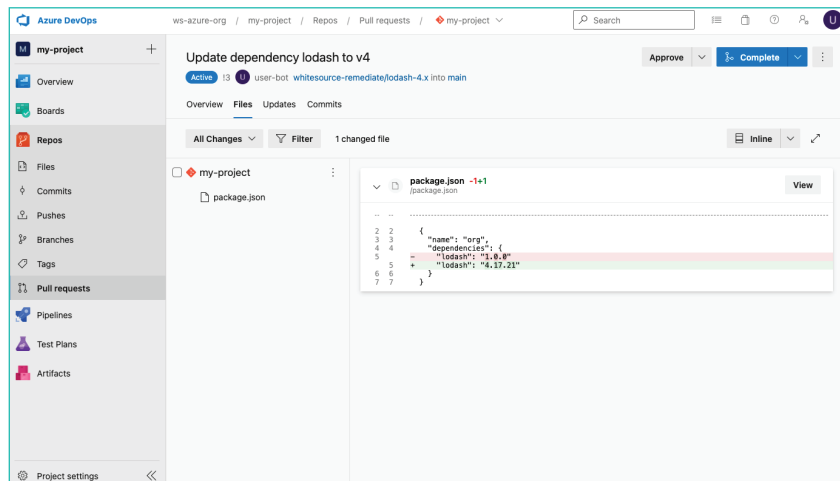 Azure DevOps
ws-azure-org / my-project / Repos / Pull requests / my-project
Search
U
M my-project
Overview
Boards
Repos
Files
Commits
Pushes
Branches
Tags
Pull requests
Pipelines
Test Plans
Artifacts
Project settings
Update dependency lodash to v4
Approve
Complete
Active !3 U user-bot whitesource-remediate/lodash-4.x into main
Overview Files Updates Commits
All Changes Filter 1 changed file
Inline
my-project
package.json
package.json -1+1
/package.json
View
2 2 {
3 3 "name": "org",
4 4 "dependencies": {
5 - "lodash": "1.0.0"
5 + "lodash": "4.17.21"
6 6 }
7 7 }